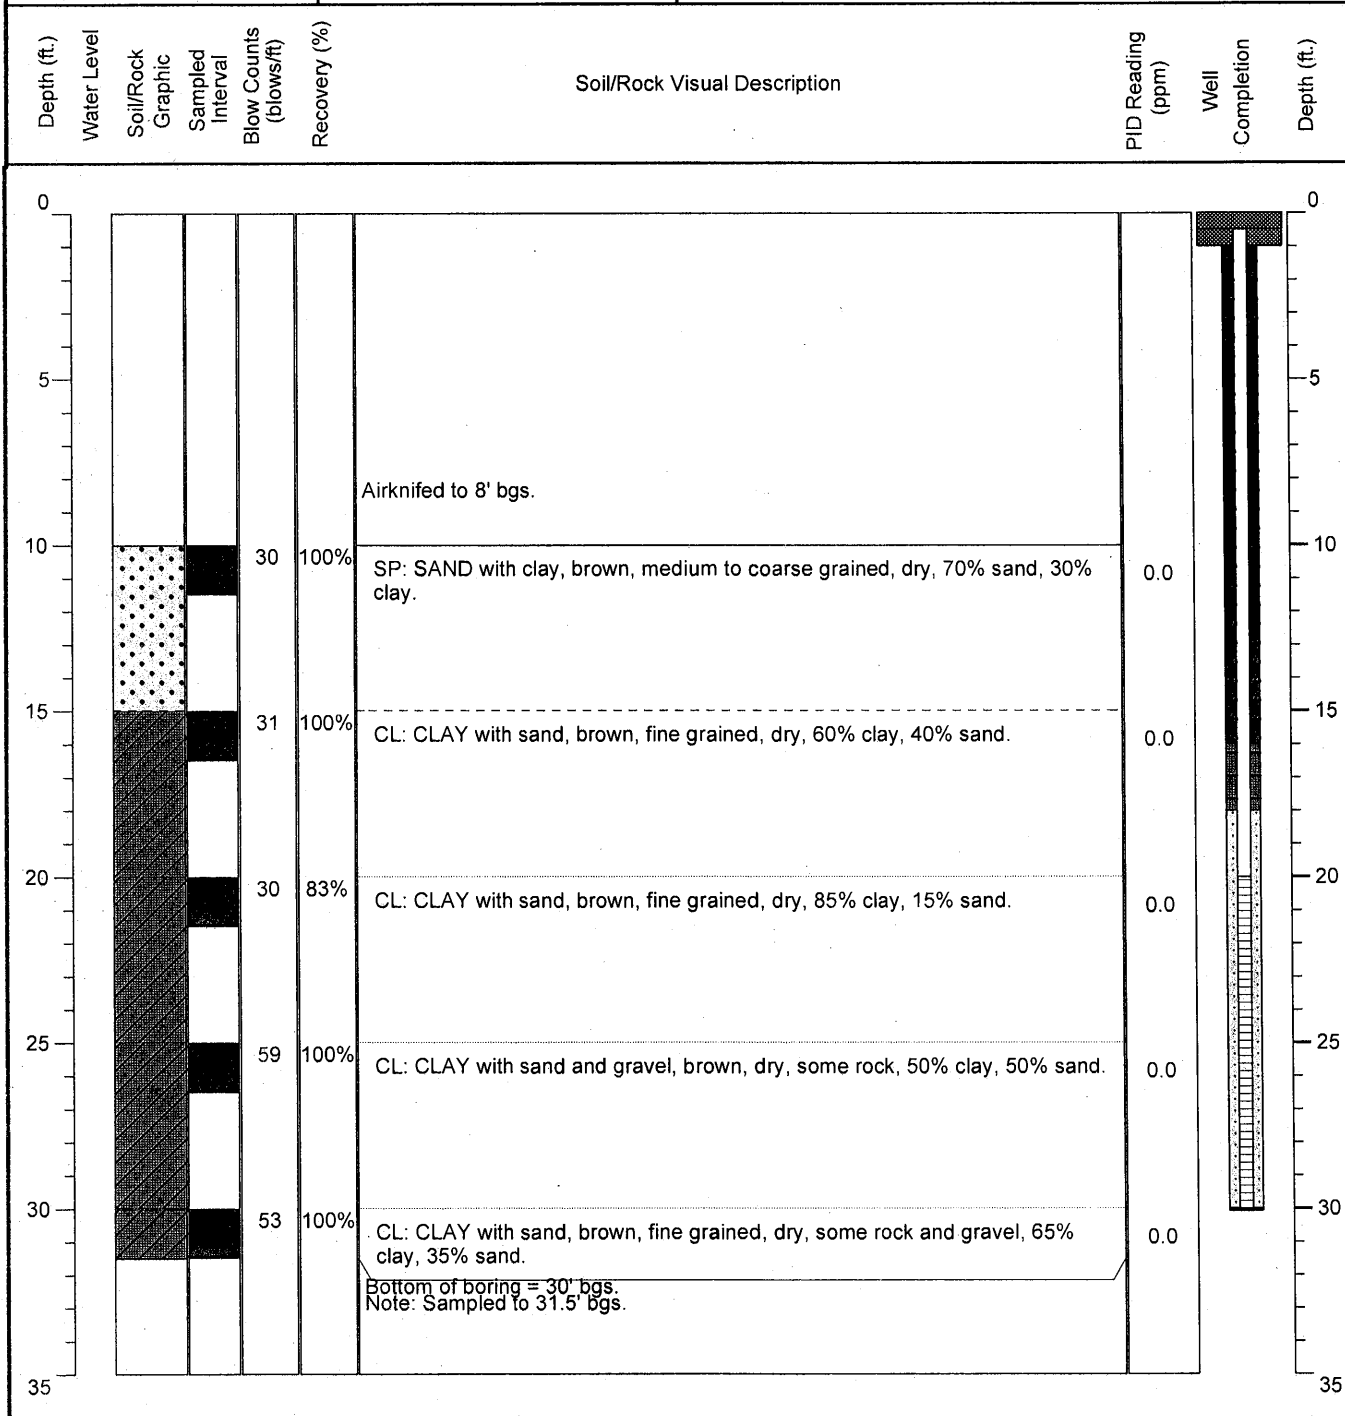 Depth (ft.)
Water Level
Soil/Rock
Graphic
Sampled
Interval
Blow Counts
(blows/ft)
Recovery (%)
Soil/Rock Visual Description
PID Reading
(ppm)
Well
Completion
Depth (ft.)
0 0
5 5
Airknifed to 8' bgs.
10 30 100% 10
SP: SAND with clay, brown, medium to coarse grained, dry, 70% sand, 30% 0.0
clay.
15 31 100% 15
CL: CLAY with sand, brown, fine grained, dry, 60% clay, 40% sand. 0.0
20 30 83% 20
CL: CLAY with sand, brown, fine grained, dry, 85% clay, 15% sand. 0.0
25 59 100% 25
CL: CLAY with sand and gravel, brown, dry, some rock, 50% clay, 50% sand. 0.0
30 53 100% 30
CL: CLAY with sand, brown, fine grained, dry, some rock and gravel, 65% 0.0
clay, 35% sand.
Bottom of boring = 30' bgs.
Note: Sampled to 31.5' bgs.
35 35